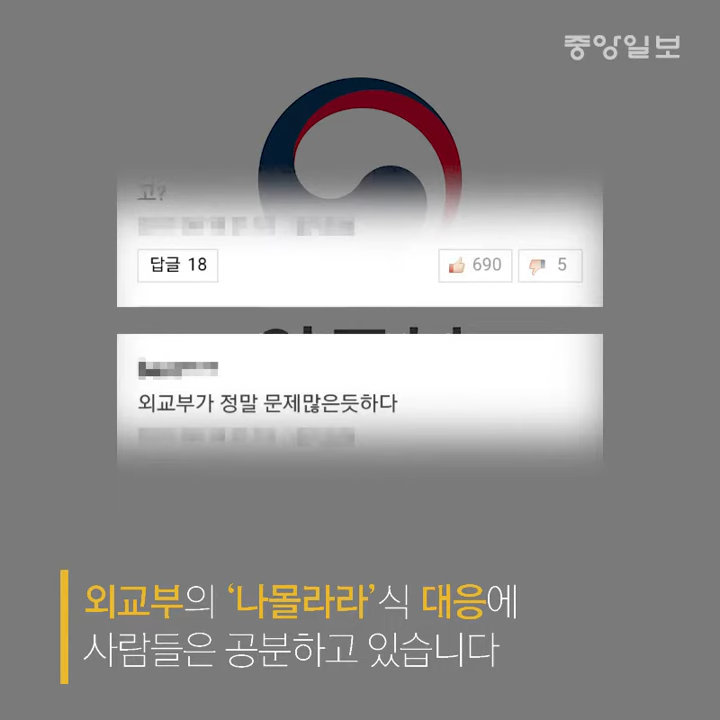 중앙일보
고?
답글 18
690
5
외교부가 정말 문제많은듯하다
외교부의 ‘나몰라라’식 대응에
사람들은 공분하고 있습니다